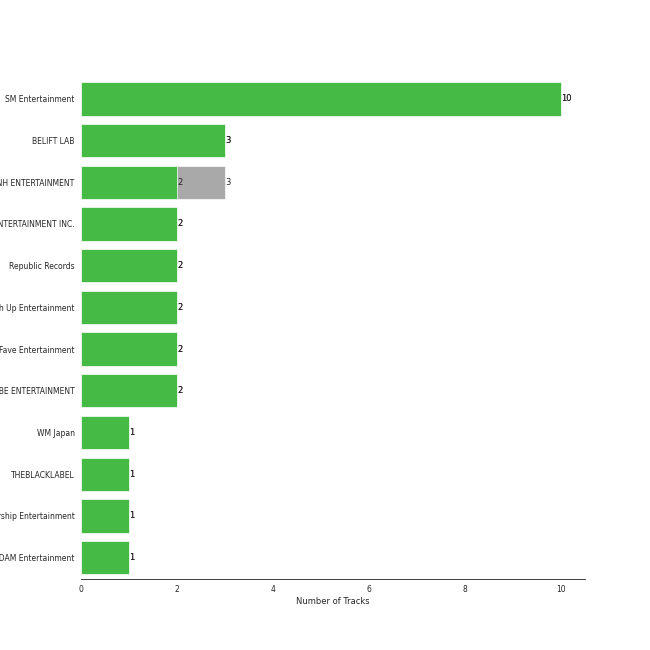 SM Entertainment 10
BELIFT LAB 3
NH ENTERTAINMENT 2 3
NTERTAINMENT INC. 2
Republic Records 2
h Up Entertainment 2
Fave Entertainment 2
BE ENTERTAINMENT 2
WM Japan 1
THEBLACKLABEL 1
rship Entertainment 1
DAM Entertainment 1
0 2 4 6 8 10
Number of Tracks